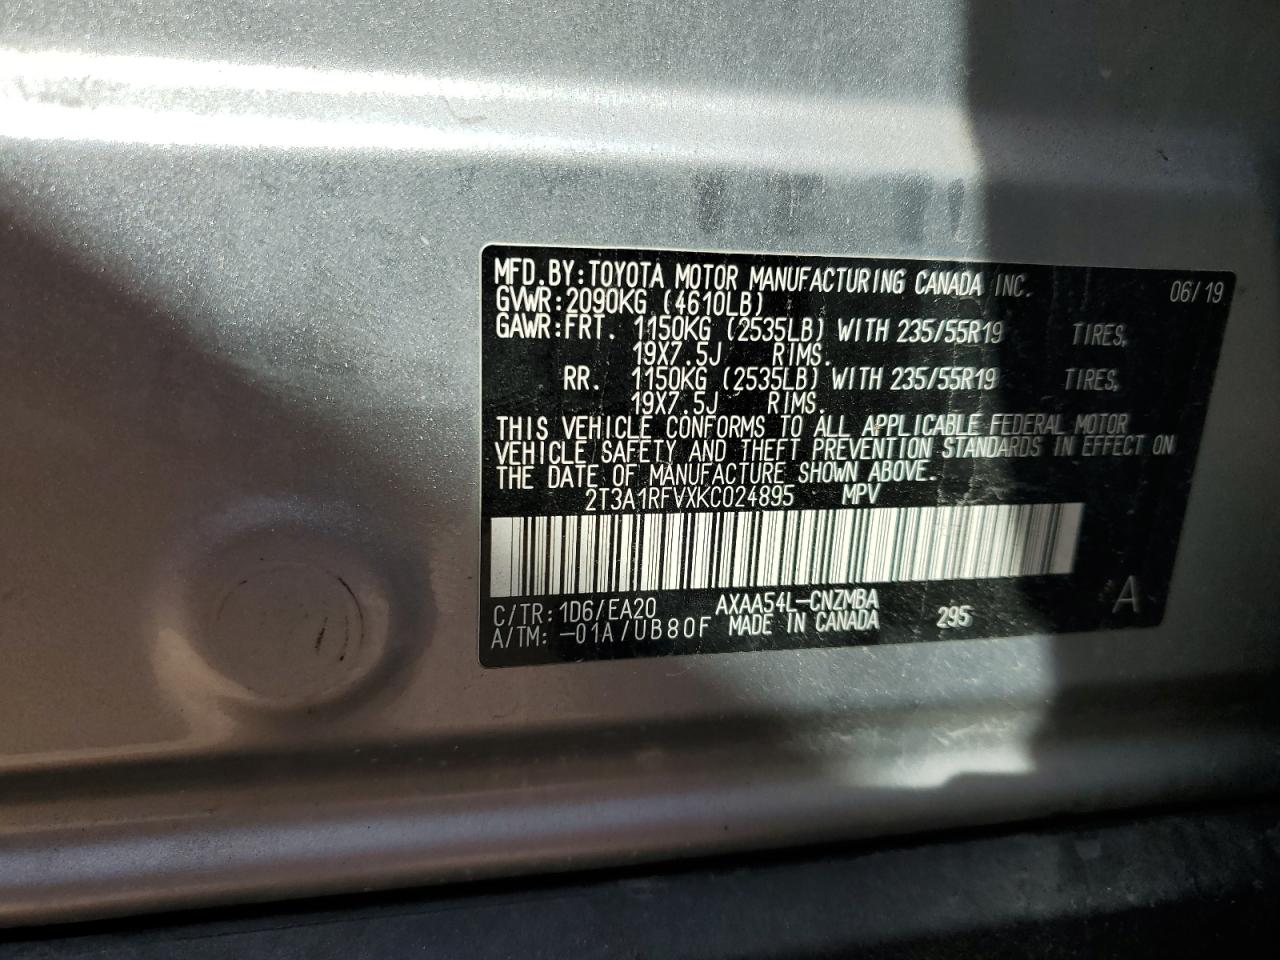 MFD.BY:TOYOTA MOTOR MANUFACTURING CANADA INC. 06/19
GVWR:2090KG (4610LB)
GAWR:FRT. 1150KG (2535LB) WITH 235/55R19 TIRES,
19X7.5J RIMS.
RR. 1150KG (2535LB) WITH 235/55R19 TIRES,
19X7.5J RIMS.
THIS VEHICLE CONFORMS TO ALL APPLICABLE FEDERAL MOTOR
VEHICLE SAFETY AND THEFT PREVENTION STANDARDS IN EFFECT ON
THE DATE OF MANUFACTURE SHOWN ABOVE.
2T3A1RFVXKC024895 MPV
C/TR:1D6/EA20 AXAA54L-CNZMBA 295 A
A/TM:-01A/UB80F MADE IN CANADA